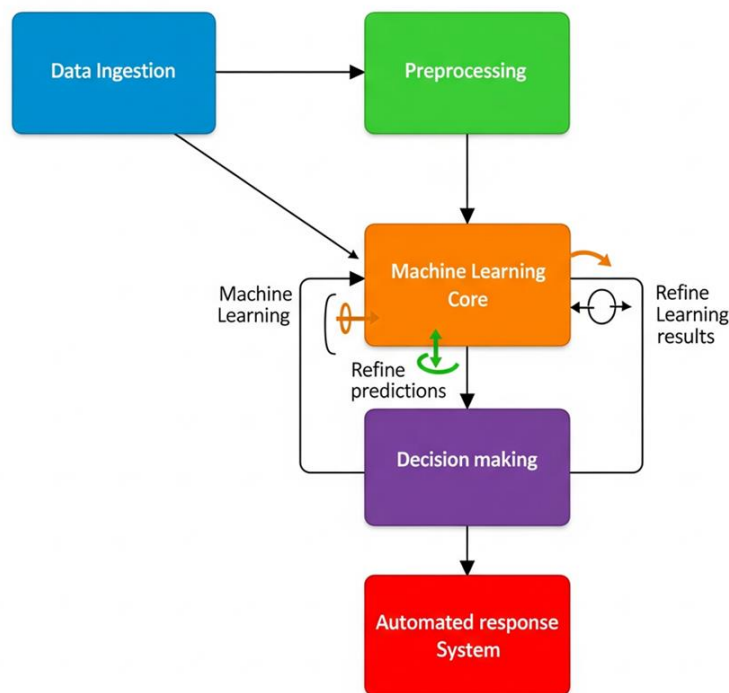 Data Ingestion
Preprocessing
Machine Learning
Core
Machine
Learning
Refine
Learning
results
Refine
predictions
Decision making
Automated response
System